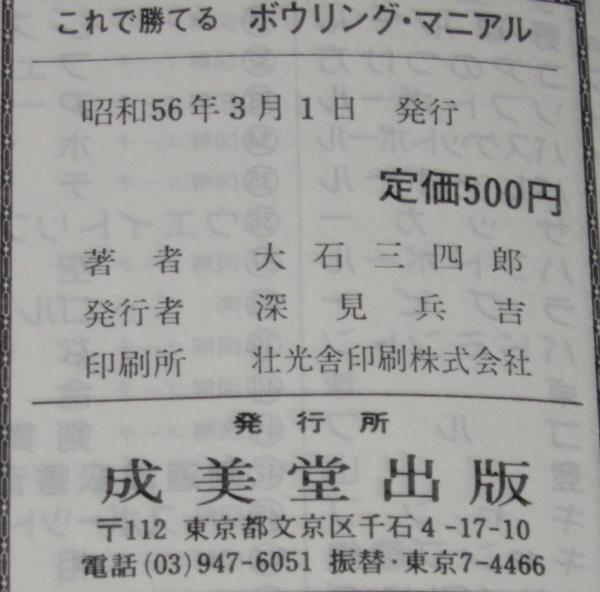 これで勝てる ボウリング・マニアル
昭和56年3月1日 発行
定価500円
著者 大石三四郎
発行者 深見兵吉
印刷所 壮光舎印刷株式会社
発行所
成美堂出版
〒112 東京都文京区千石4-17-10
電話(03)947-6051 振替・東京7-4466